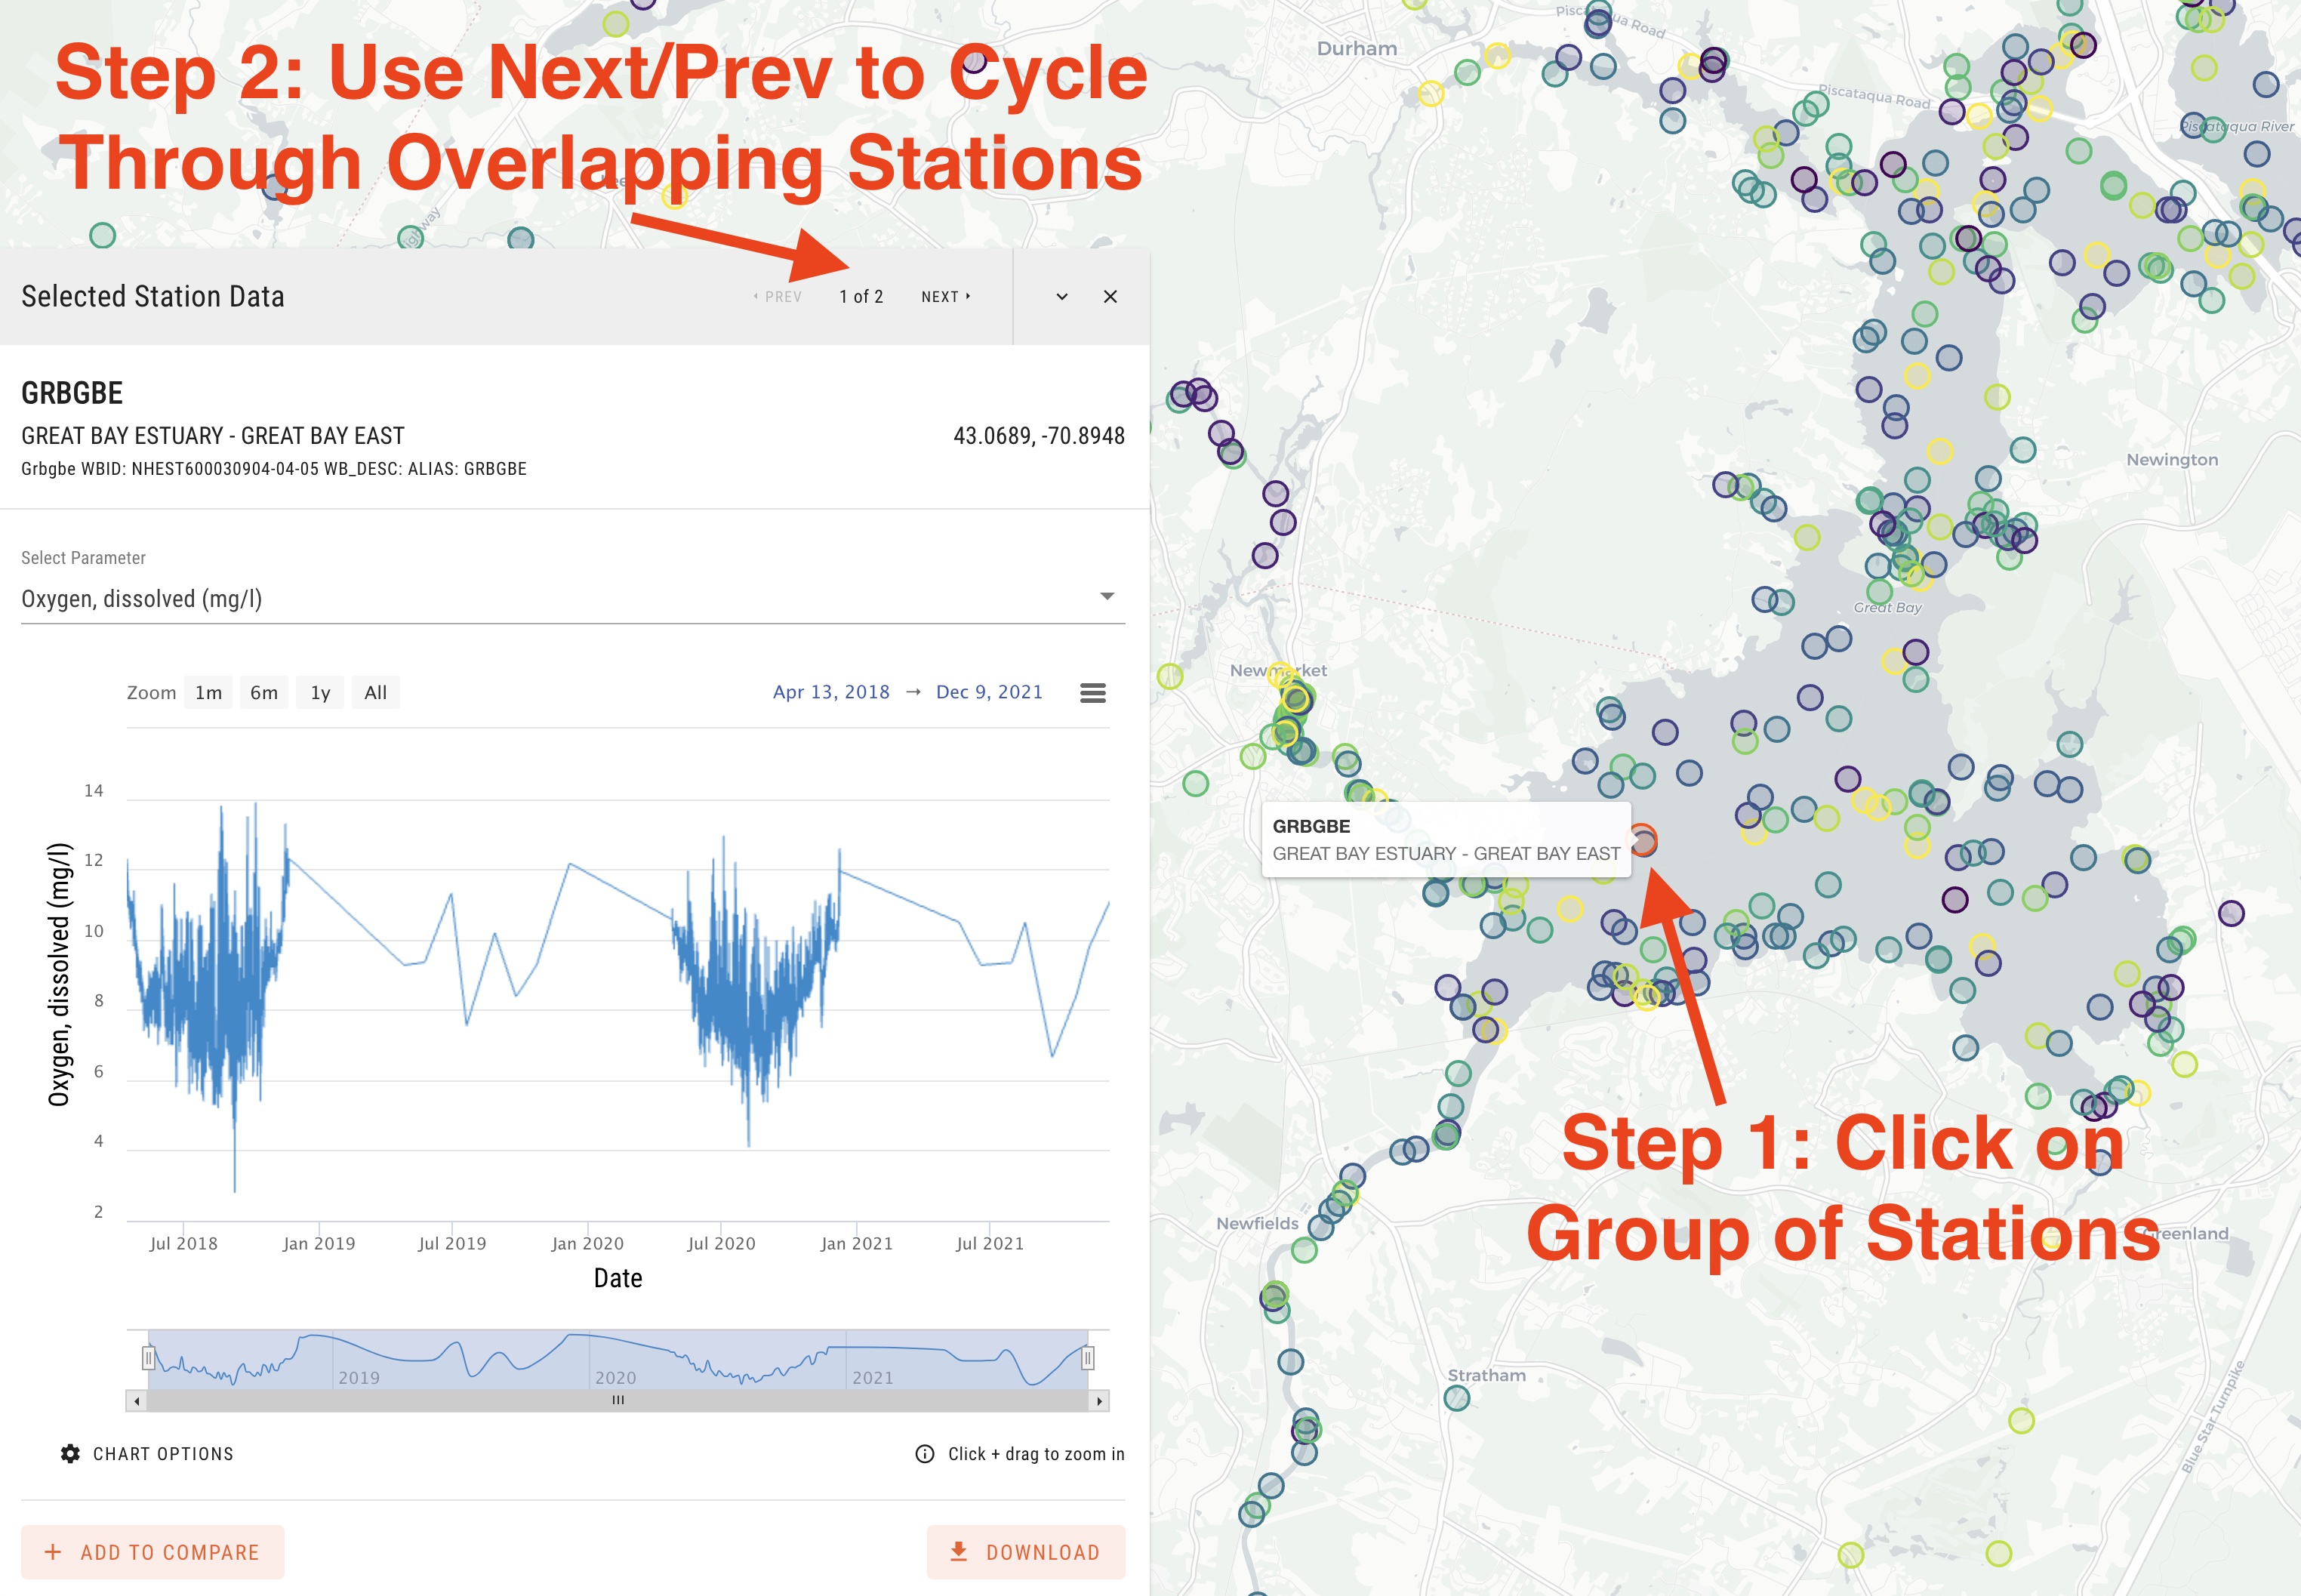 Step 2: Use Next/Prev to Cycle
Through Overlapping Stations
Selected Station Data
PREV
1 of 2
NEXT
GRBGBE
GREAT BAY ESTUARY - GREAT BAY EAST
43.0689, -70.8948
Grbgbe WBID: NHEST600030904-04-05 WB_DESC: ALIAS: GRBGBE
Select Parameter
Oxygen, dissolved (mg/l)
Zoom
1m
6m
1y
All
Apr 13, 2018 → Dec 9, 2021
Oxygen, dissolved (mg/l)
14
12
10
8
6
4
2
Jul 2018
Jan 2019
Jul 2019
Jan 2020
Jul 2020
Jan 2021
Jul 2021
Date
2019
2020
2021
CHART OPTIONS
Click + drag to zoom in
+ ADD TO COMPARE
DOWNLOAD
Durham
Piscataqua Road
Piscataqua Road
Piscataqua River
Newington
Great Bay
Newmarket
GRBGBE
GREAT BAY ESTUARY - GREAT BAY EAST
Step 1: Click on
Group of Stations
Newfields
Greenland
Stratham
Blue Star Turnpike